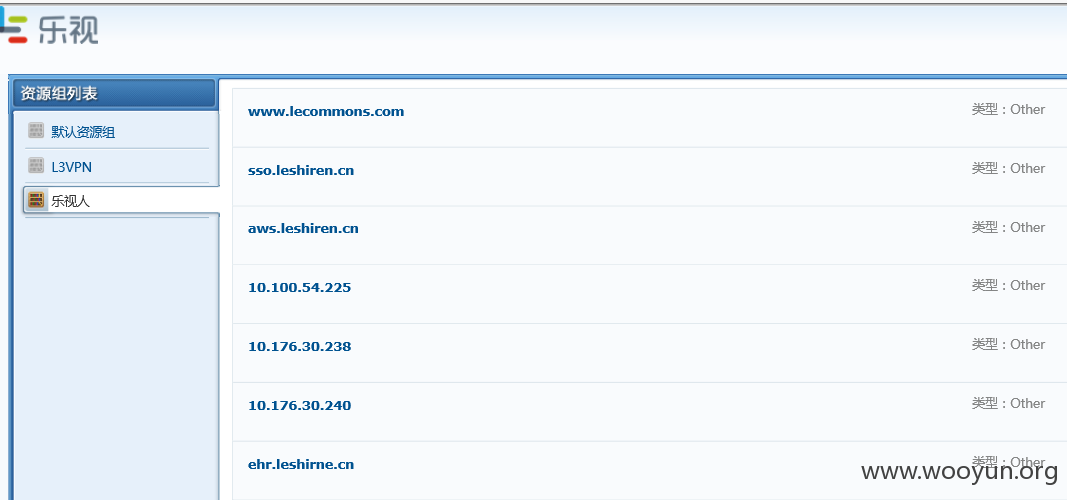 乐视
资源组列表
默认资源组
L3VPN
乐视人
www.lecommons.com 类型：Other
sso.leshiren.cn 类型：Other
aws.leshiren.cn 类型：Other
10.100.54.225 类型：Other
10.176.30.238 类型：Other
10.176.30.240 类型：Other
ehr.leshirne.cn 类型：Other
www.wooyun.org